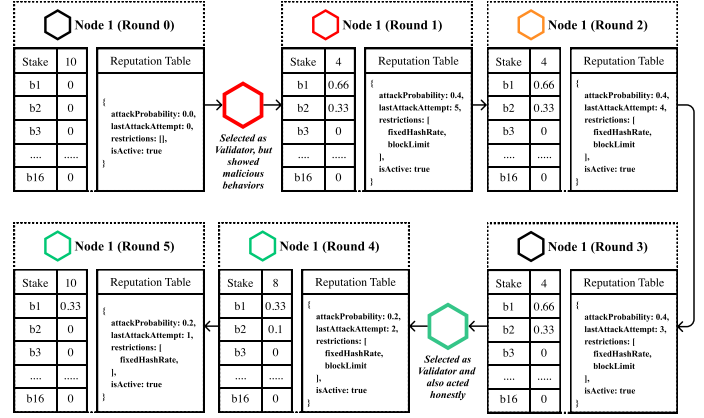 Node 1 (Round 0)
Stake 10
b1 0
b2 0
b3 0
.... .....
b16 0
Reputation Table
{
attackProbability: 0.0,
lastAttackAttempt: 0,
restrictions: [],
isActive: true
}
Selected as
Validator, but
showed
malicious
behaviors
Node 1 (Round 1)
Stake 4
b1 0.66
b2 0.33
b3 0
.... .....
b16 0
Reputation Table
{
attackProbability: 0.4,
lastAttackAttempt: 5,
restrictions: [
fixedHashRate,
blockLimit
],
isActive: true
}
Node 1 (Round 2)
Stake 4
b1 0.66
b2 0.33
b3 0
.... .....
b16 0
Reputation Table
{
attackProbability: 0.4,
lastAttackAttempt: 4,
restrictions: [
fixedHashRate,
blockLimit
],
isActive: true
}
Node 1 (Round 3)
Stake 4
b1 0.66
b2 0.33
b3 0
.... .....
b16 0
Reputation Table
{
attackProbability: 0.4,
lastAttackAttempt: 3,
restrictions: [
fixedHashRate,
blockLimit
],
isActive: true
}
Selected as
Validator and
also acted
honestly
Node 1 (Round 4)
Stake 8
b1 0.33
b2 0.1
b3 0
.... .....
b16 0
Reputation Table
{
attackProbability: 0.2,
lastAttackAttempt: 2,
restrictions: [
fixedHashRate,
blockLimit
],
isActive: true
}
Node 1 (Round 5)
Stake 10
b1 0.33
b2 0
b3 0
.... .....
b16 0
Reputation Table
{
attackProbability: 0.2,
lastAttackAttempt: 1,
restrictions: [
fixedHashRate,
],
isActive: true
}